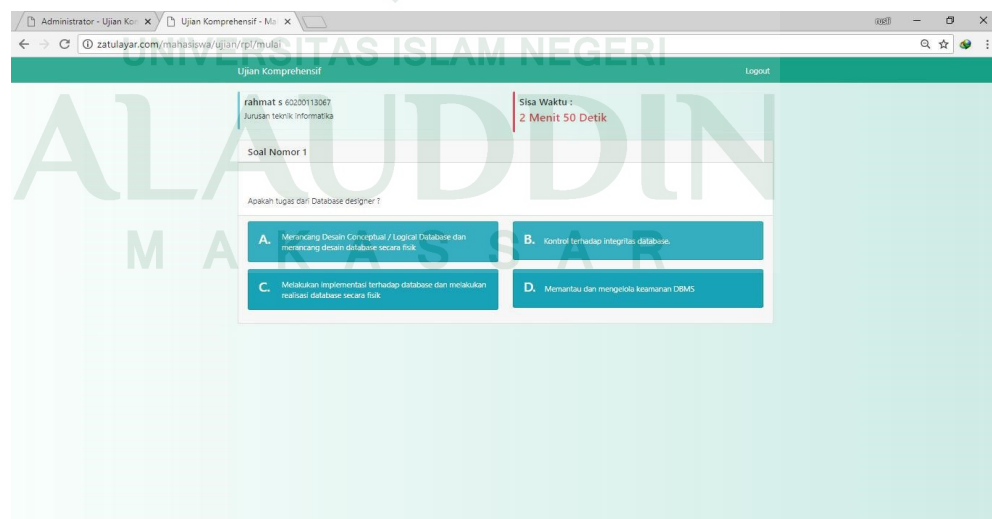 Administrator - Ujian Kor
Ujian Komprehensif - Ma
zatulayar.com/mahasiswa/ujian/rpl/mulai
UNIVERSITAS ISLAM NEGERI
Ujian Komprehensif
Logout
rahmat s 60200113067
Jurusan teknik informatika
Sisa Waktu :
2 Menit 50 Detik
ALAUDDIN
Soal Nomor 1
Apakah tugas dari Database designer ?
MAKASSAR
A. Merancang Desain Conceptual / Logical Database dan
merancang desain database secara fisik
B. Kontrol terhadap integritas database.
C. Melakukan implementasi terhadap database dan melakukan
realisasi database secara fisik
D. Memantau dan mengelola keamanan DBMS